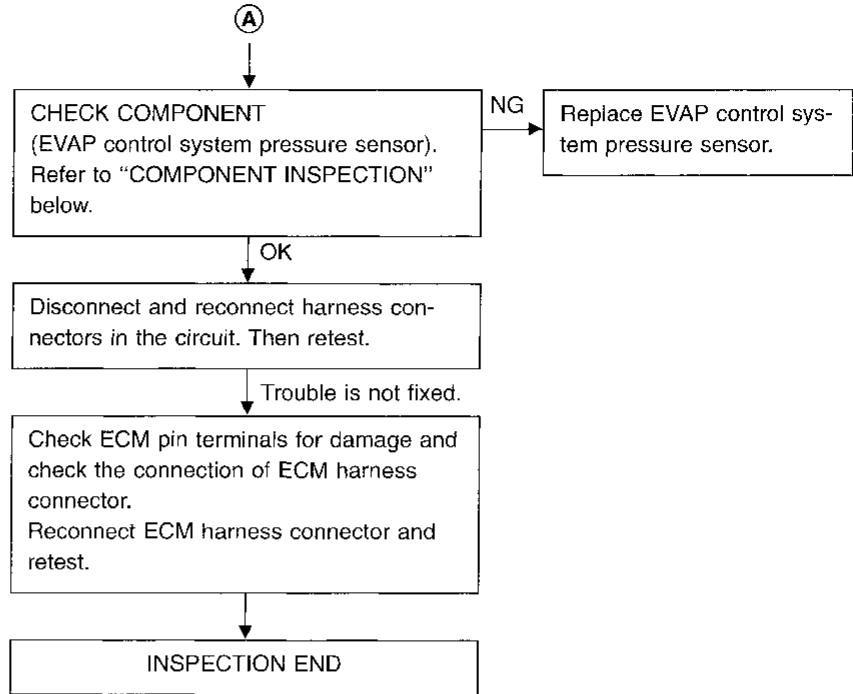 A
CHECK COMPONENT
(EVAP control system pressure sensor).
Refer to “COMPONENT INSPECTION”
below.
NG
Replace EVAP control sys-
tem pressure sensor.
OK
Disconnect and reconnect harness con-
nectors in the circuit. Then retest.
Trouble is not fixed.
Check ECM pin terminals for damage and
check the connection of ECM harness
connector.
Reconnect ECM harness connector and
retest.
INSPECTION END